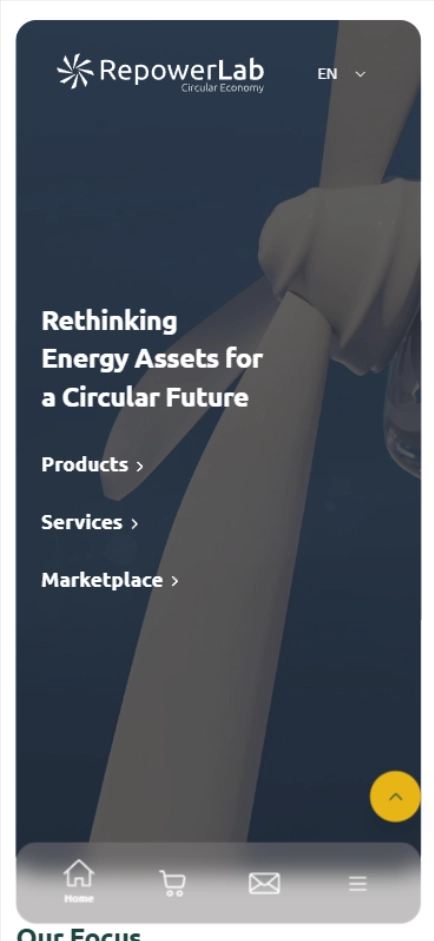 RepowerLab
Circular Economy
EN
Rethinking
Energy Assets for
a Circular Future
Products
Services
Marketplace
Home
Our Focus